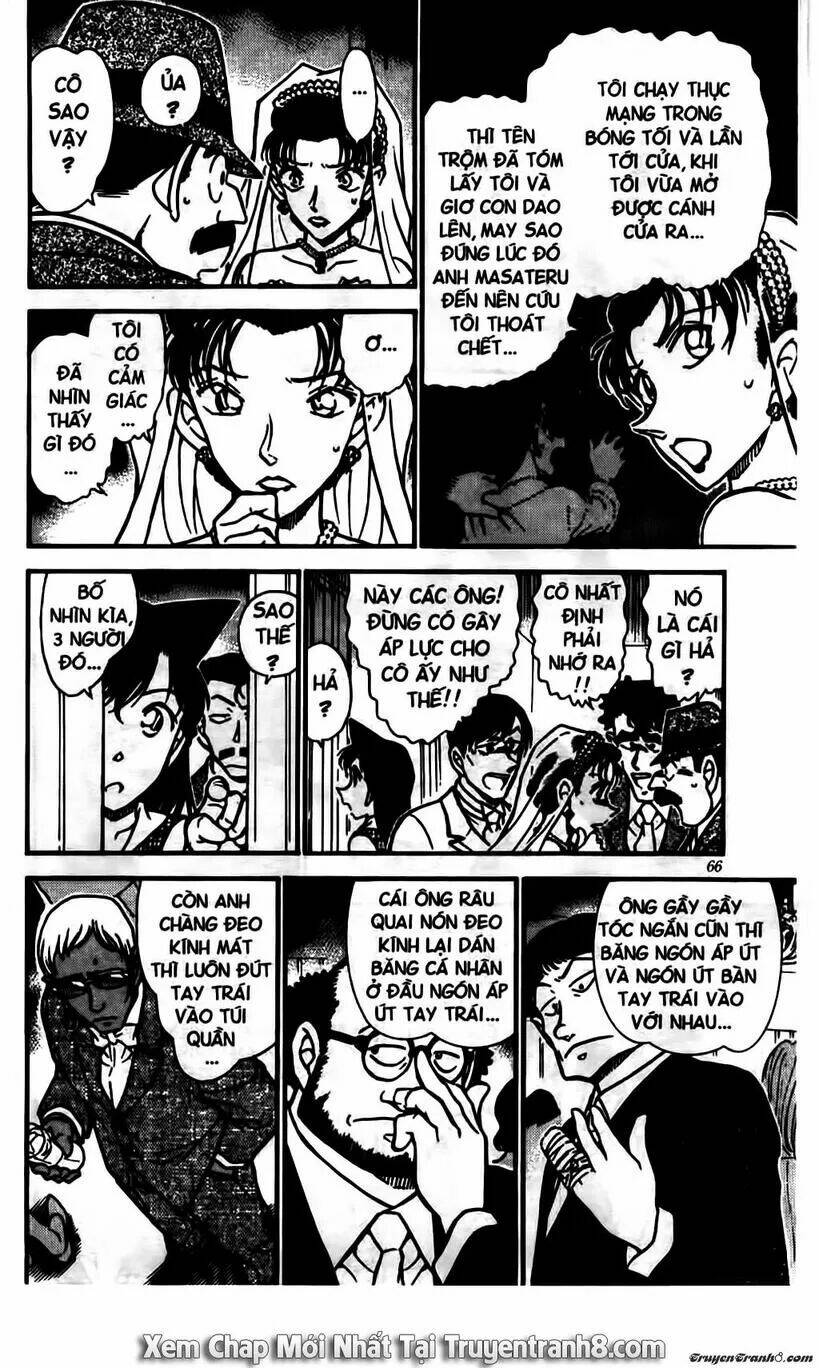 TÔI CHẠY THỤC
MẠNG TRONG
BÓNG TỐI VÀ LẦN
TỚI CỬA, KHI
TÔI VỪA MỞ
ĐƯỢC CÁNH
CỬA RA...
THÌ TÊN
TRỘM ĐÃ TÓM
LẤY TÔI VÀ
GIƠ CON DAO
LÊN, MAY SAO
ĐÚNG LÚC ĐÓ
ANH MASATERU
ĐẾN NÊN CỨU
TÔI THOÁT
CHẾT...
...
ỦA
?
CÔ
SAO
VẬY
?
Ơ...
TÔI
CÓ
CẢM
GIÁC
...
ĐÃ
NHÌN
THẤY
GÌ ĐÓ
...
NÓ
LÀ CÁI
GÌ HẢ
?
CÔ NHẤT
ĐỊNH
PHẢI
NHỚ RA
!!
NÀY CÁC ÔNG!
ĐỪNG CÓ GÂY
ÁP LỰC CHO
CÔ ẤY NHƯ
THẾ!!
HẢ
?
SAO
THẾ
?
BỐ
NHÌN KÌA,
3 NGƯỜI
ĐÓ...
66
ÔNG GẦY GẦY
TÓC NGẮN CŨN THÌ
BĂNG NGÓN ÁP ÚT
VÀ NGÓN ÚT BÀN
TAY TRÁI VÀO
VỚI NHAU...
CÁI ÔNG RÂU
QUAI NÓN ĐEO
KÍNH LẠI DÁN
BĂNG CÁ NHÂN
Ở ĐẦU NGÓN ÁP
ÚT TAY TRÁI...
CÒN ANH
CHÀNG ĐEO
KÍNH MÁT
THÌ LUÔN ĐÚT
TAY TRÁI
VÀO TÚI
QUẦN
...
Xem Chap Mới Nhất Tại Truyentranh8.com
TruyenTranh8.com